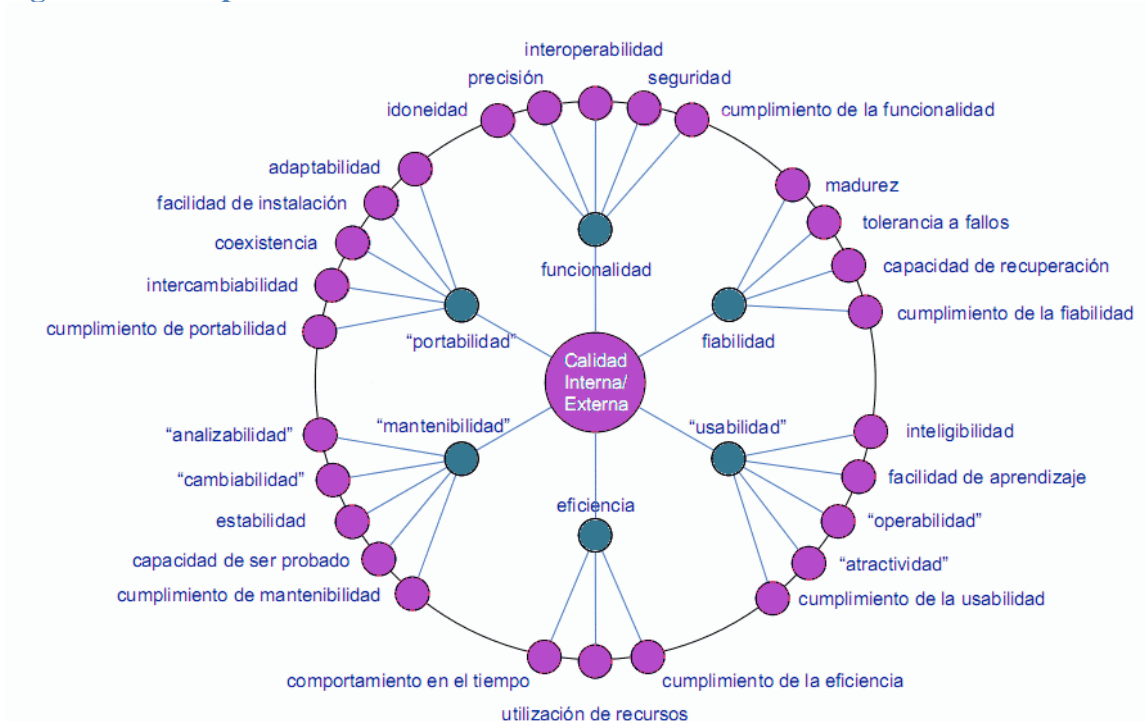 interoperabilidad
precisión
seguridad
idoneidad
cumplimiento de la funcionalidad
adaptabilidad
madurez
facilidad de instalación
tolerancia a fallos
coexistencia
capacidad de recuperación
funcionalidad
intercambiabilidad
cumplimiento de la fiabilidad
cumplimiento de portabilidad
“portabilidad”
fiabilidad
Calidad
Interna/
Externa
“analizabilidad”
“mantenibilidad”
“usabilidad”
inteligibilidad
“cambiabilidad”
facilidad de aprendizaje
eficiencia
estabilidad
“operabilidad”
capacidad de ser probado
“atractividad”
cumplimiento de mantenibilidad
cumplimiento de la usabilidad
comportamiento en el tiempo
cumplimiento de la eficiencia
utilización de recursos